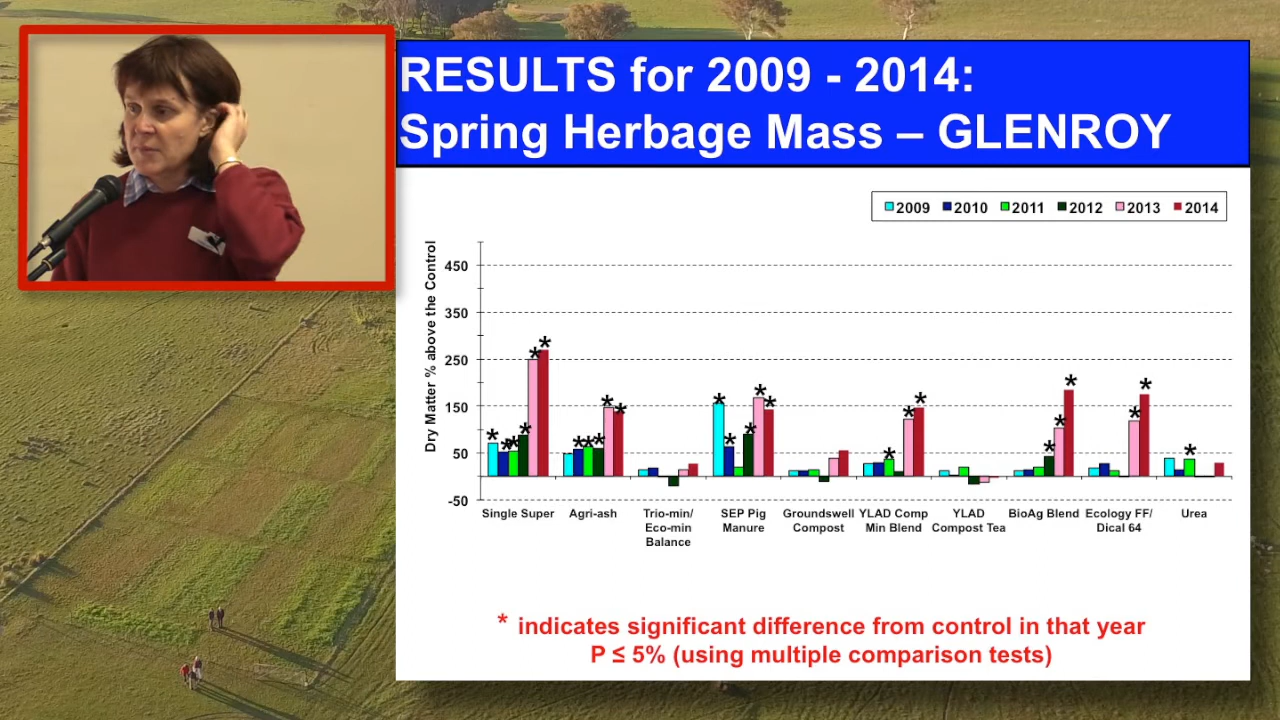 RESULTS for 2009 - 2014:
Spring Herbage Mass – GLENROY
2009 2010 2011 2012 2013 2014
Dry Matter % above the Control
450
350
250
150
50
-50
Single Super
Agri-ash
Trio-min/
Eco-min
Balance
SEP Pig
Manure
Groundswell
Compost
YLAD Comp
Min Blend
YLAD
Compost Tea
BioAg Blend
Ecology FF/
Dical 64
Urea
* indicates significant difference from control in that year
P ≤ 5% (using multiple comparison tests)